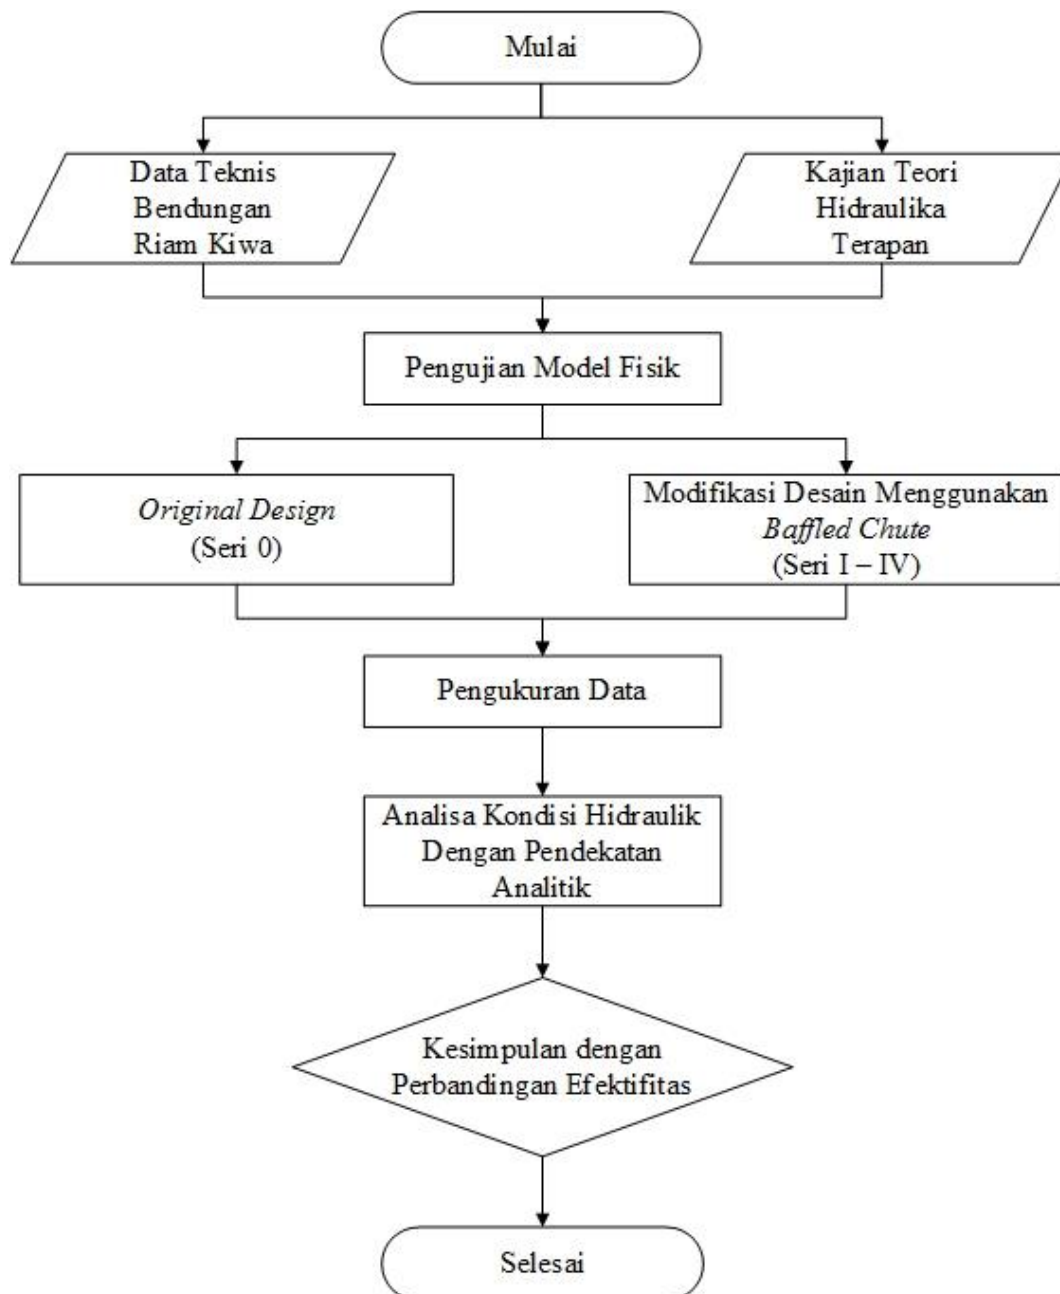 Mulai
Data Teknis
Bendungan
Riam Kiwa
Kajian Teori
Hidraulika
Terapan
Pengujian Model Fisik
Original Design
(Seri 0)
Modifikasi Desain Menggunakan
Baffled Chute
(Seri I – IV)
Pengukuran Data
Analisa Kondisi Hidraulik
Dengan Pendekatan
Analitik
Kesimpulan dengan
Perbandingan Efektifitas
Selesai